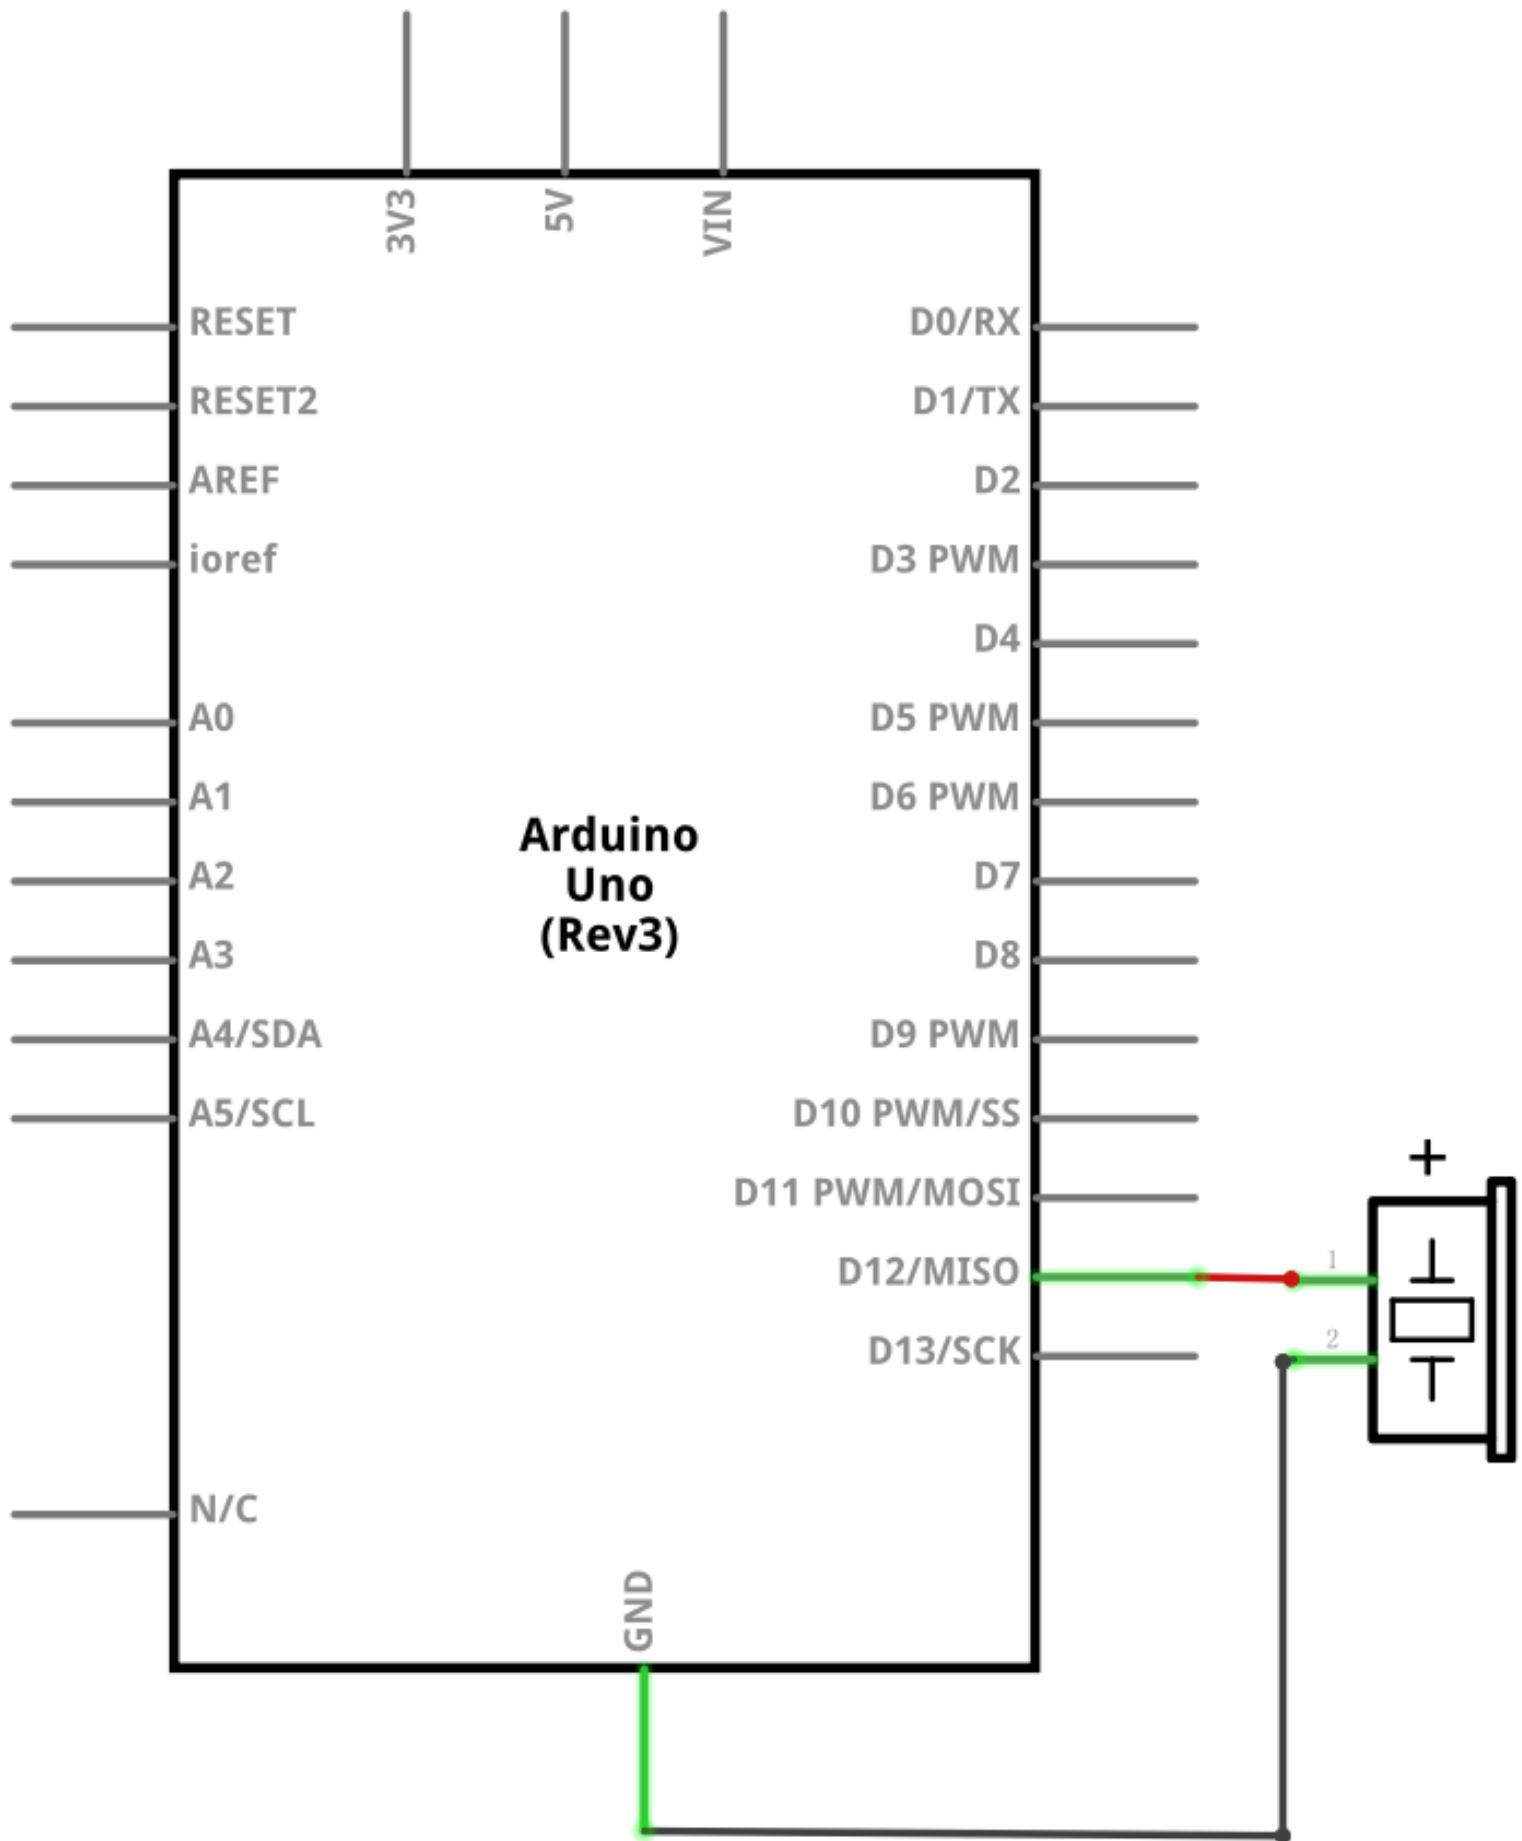 3V3
5V
VIN
RESET
RESET2
AREF
ioref
A0
A1
A2
A3
A4/SDA
A5/SCL
N/C
Arduino
Uno
(Rev3)
D0/RX
D1/TX
D2
D3 PWM
D4
D5 PWM
D6 PWM
D7
D8
D9 PWM
D10 PWM/SS
D11 PWM/MOSI
D12/MISO
D13/SCK
GND
+
1
2